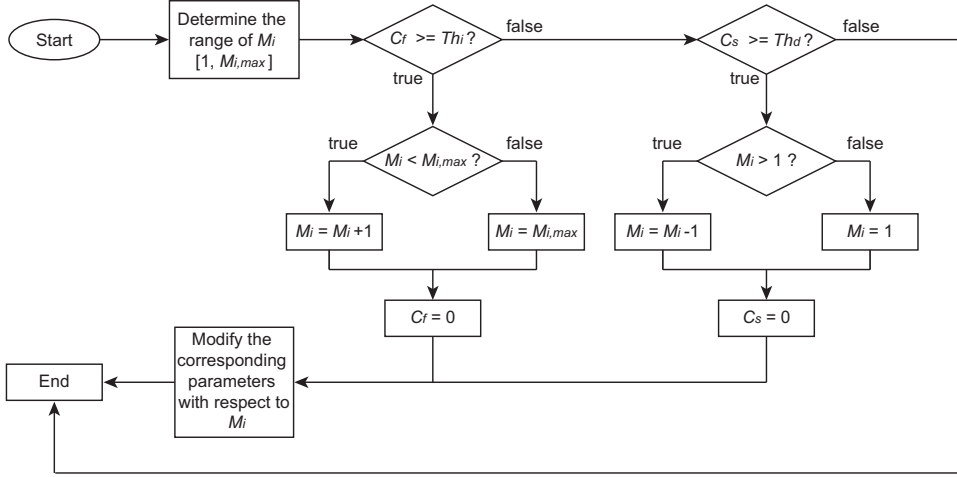 Start
Determine the
range of Mi
[1, Mi,max]
Cf >= Thi ?
false
Cs >= Thd ?
false
true
true
true
Mi < Mi,max ?
false
true
Mi > 1 ?
false
Mi = Mi +1
Mi = Mi,max
Mi = Mi -1
Mi = 1
Cf = 0
Cs = 0
Modify the
corresponding
parameters
with respect to
Mi
End